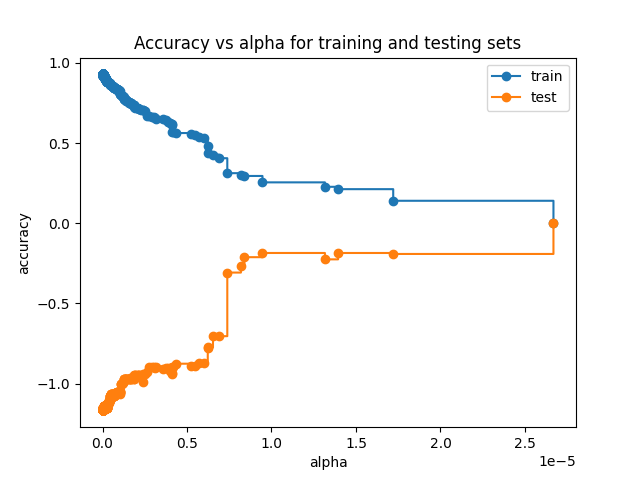 Accuracy vs alpha for training and testing sets
train
test
accuracy
1.0
0.5
0.0
−0.5
−1.0
0.0
0.5
1.0
1.5
2.0
2.5
1e−5
alpha